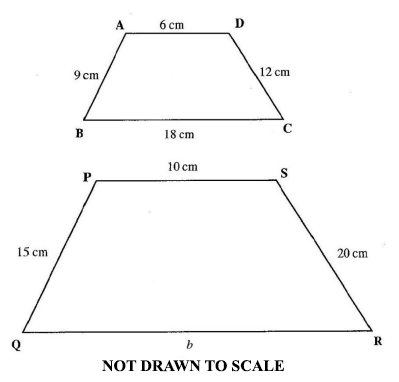 A 6 cm D
9 cm 12 cm
B 18 cm C
10 cm
P S
15 cm 20 cm
Q b R
NOT DRAWN TO SCALE